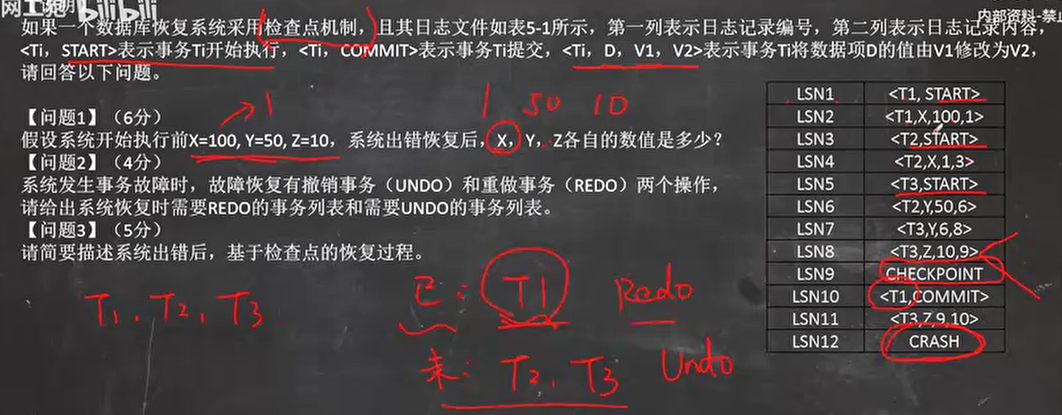 bilibili
内部资料-禁止
如果一个数据库恢复系统采用检查点机制，且其日志文件如表5-1所示，第一列表示日志记录编号，第二列表示日志记录内容，
<Ti，START>表示事务Ti开始执行，<Ti，COMMIT>表示事务Ti提交，<Ti，D，V1，V2>表示事务Ti将数据项D的值由V1修改为V2，
请回答以下问题。
1 1 50 10
【问题1】（6分）
假设系统开始执行前X=100, Y=50, Z=10，系统出错恢复后，X，Y，Z各自的数值是多少？
【问题2】（4分）
系统发生事务故障时，故障恢复有撤销事务（UNDO）和重做事务（REDO）两个操作，
请给出系统恢复时需要REDO的事务列表和需要UNDO的事务列表。
【问题3】（5分）
请简要描述系统出错后，基于检查点的恢复过程。
LSN1 <T1, START>
LSN2 <T1,X,100,1>
LSN3 <T2,START>
LSN4 <T2,X,1,3>
LSN5 <T3,START>
LSN6 <T2,Y,50,6>
LSN7 <T3,Y,6,8>
LSN8 <T3,Z,10,9>
LSN9 CHECKPOINT
LSN10 <T1,COMMIT>
LSN11 <T3,Z,9,10>
LSN12 CRASH
T1、T2、T3
已：T1 Redo
未：T2、T3 Undo